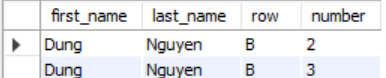 first_name last_name row number
Dung Nguyen B 2
Dung Nguyen B 3